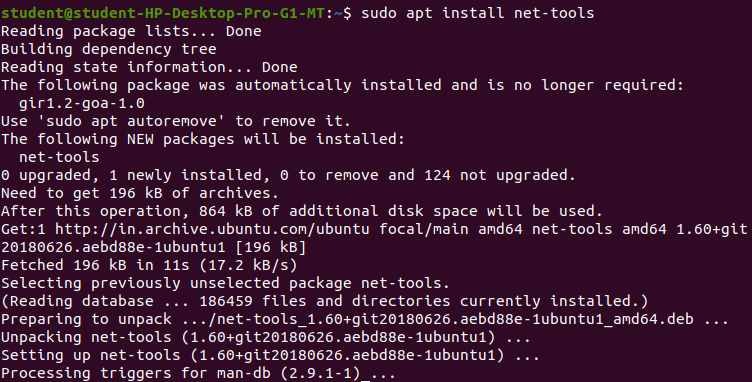 student@student-HP-Desktop-Pro-G1-MT:~$ sudo apt install net-tools
Reading package lists... Done
Building dependency tree
Reading state information... Done
The following package was automatically installed and is no longer required:
  gir1.2-goa-1.0
Use 'sudo apt autoremove' to remove it.
The following NEW packages will be installed:
  net-tools
0 upgraded, 1 newly installed, 0 to remove and 124 not upgraded.
Need to get 196 kB of archives.
After this operation, 864 kB of additional disk space will be used.
Get:1 http://in.archive.ubuntu.com/ubuntu focal/main amd64 net-tools amd64 1.60+git
20180626.aebd88e-1ubuntu1 [196 kB]
Fetched 196 kB in 11s (17.2 kB/s)
Selecting previously unselected package net-tools.
(Reading database ... 186459 files and directories currently installed.)
Preparing to unpack .../net-tools_1.60+git20180626.aebd88e-1ubuntu1_amd64.deb ...
Unpacking net-tools (1.60+git20180626.aebd88e-1ubuntu1) ...
Setting up net-tools (1.60+git20180626.aebd88e-1ubuntu1) ...
Processing triggers for man-db (2.9.1-1) ...